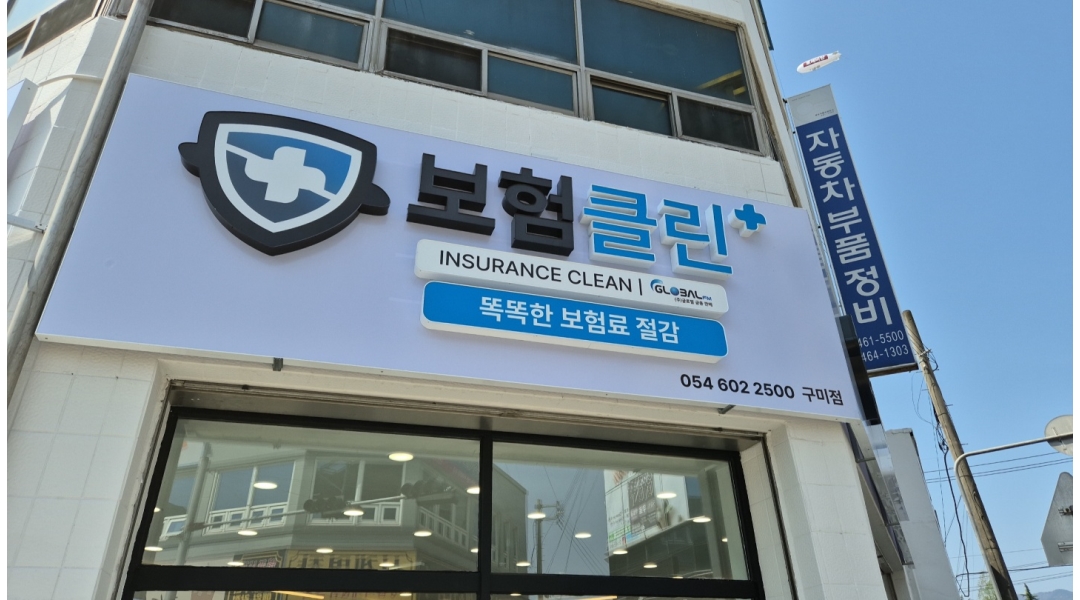 보험클린+
INSURANCE CLEAN | GLOBAL FM
똑똑한 보험료 절감
054 602 2500 구미점
자동차부품정비
461-5500
464-1303